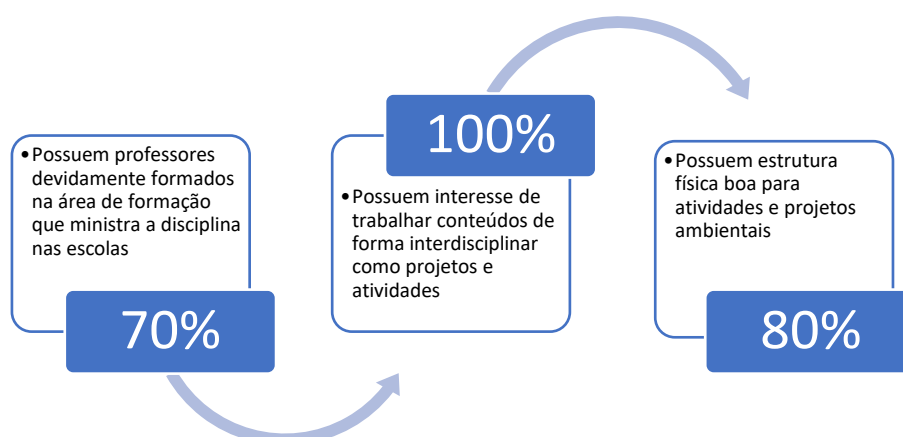 •Possuem professores
devidamente formados
na área de formação
que ministra a disciplina
nas escolas
70%
100%
•Possuem interesse de
trabalhar conteúdos de
forma interdisciplinar
como projetos e
atividades
•Possuem estrutura
física boa para
atividades e projetos
ambientais
80%